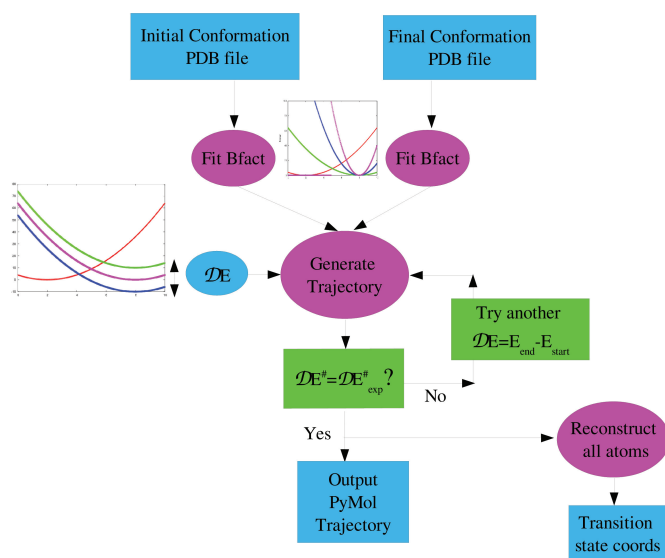 Initial Conformation
PDB file
Final Conformation
PDB file
Fit Bfact
Fit Bfact
𝒟E
Generate
Trajectory
Try another
𝒟E=E_end-E_start
𝒟E#=𝒟E#_exp?
No
Yes
Reconstruct
all atoms
Output
PyMol
Trajectory
Transition
state coords